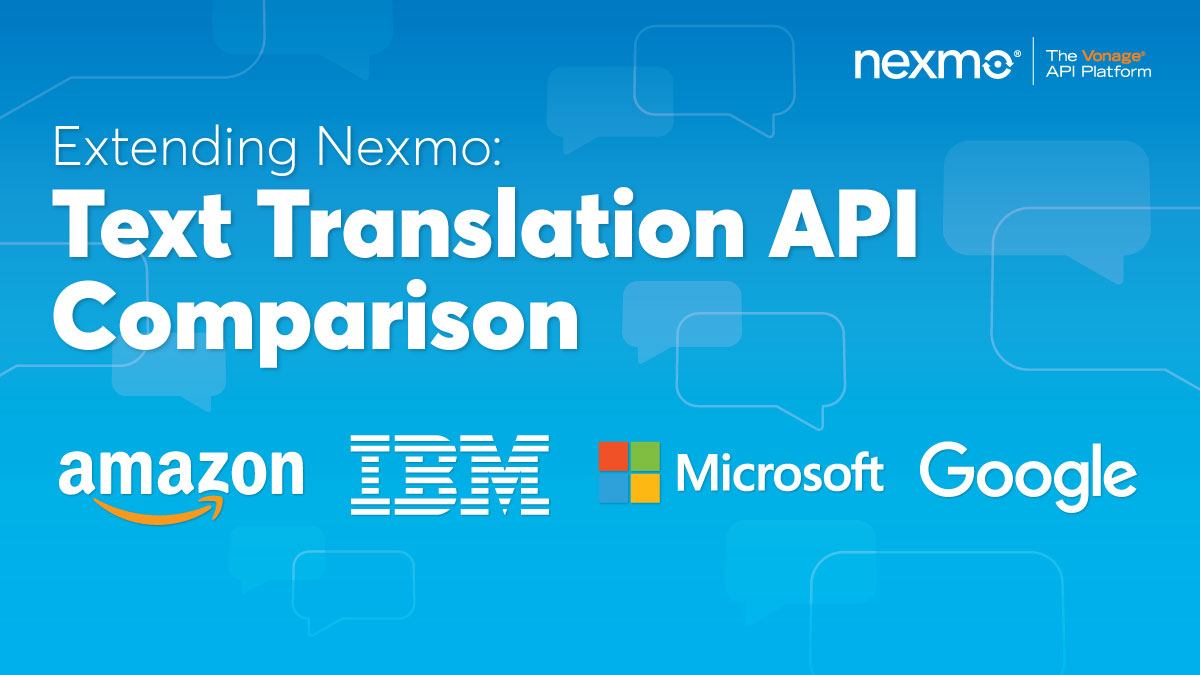 nexmo®
The Vonage®
API Platform
Extending Nexmo:
Text Translation API
Comparison
amazon
IBM
Microsoft
Google